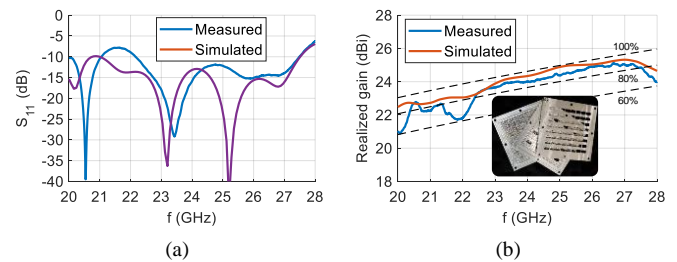 0
-5
-10
-15
-20
-25
-30
-35
-40
S11 (dB)
Measured
Simulated
20 21 22 23 24 25 26 27 28
f (GHz)
(a)
28
26
24
22
20
18
Realized gain (dBi)
Measured
Simulated
100%
80%
60%
20 21 22 23 24 25 26 27 28
f (GHz)
(b)